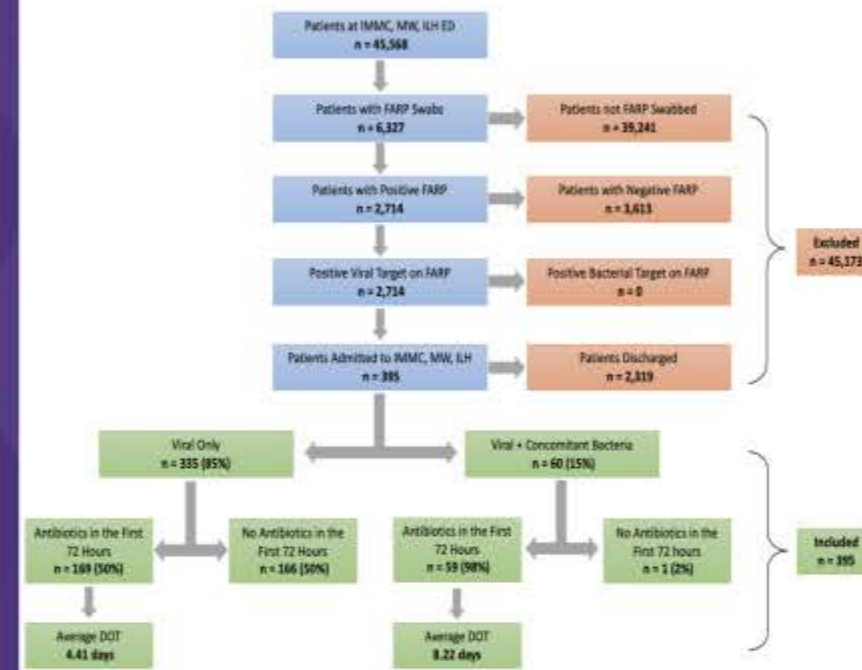 Patients at IMMC, MW, ILH ED
n = 45,568
Patients with FARP Swabs
n = 6,327
Patients not FARP Swabbed
n = 39,241
Patients with Positive FARP
n = 2,714
Patients with Negative FARP
n = 3,613
Excluded
n = 45,173
Positive Viral Target on FARP
n = 2,714
Positive Bacterial Target on FARP
n = 0
Patients Admitted to IMMC, MW, ILH
n = 395
Patients Discharged
n = 2,319
Viral Only
n = 335 (85%)
Viral + Concomitant Bacteria
n = 60 (15%)
Antibiotics in the First
72 Hours
n = 169 (50%)
No Antibiotics in the
First 72 Hours
n = 166 (50%)
Antibiotics in the First
72 Hours
n = 59 (98%)
No Antibiotics in the
First 72 hours
n = 1 (2%)
Included
n = 395
Average DOT
4.41 days
Average DOT
8.22 days